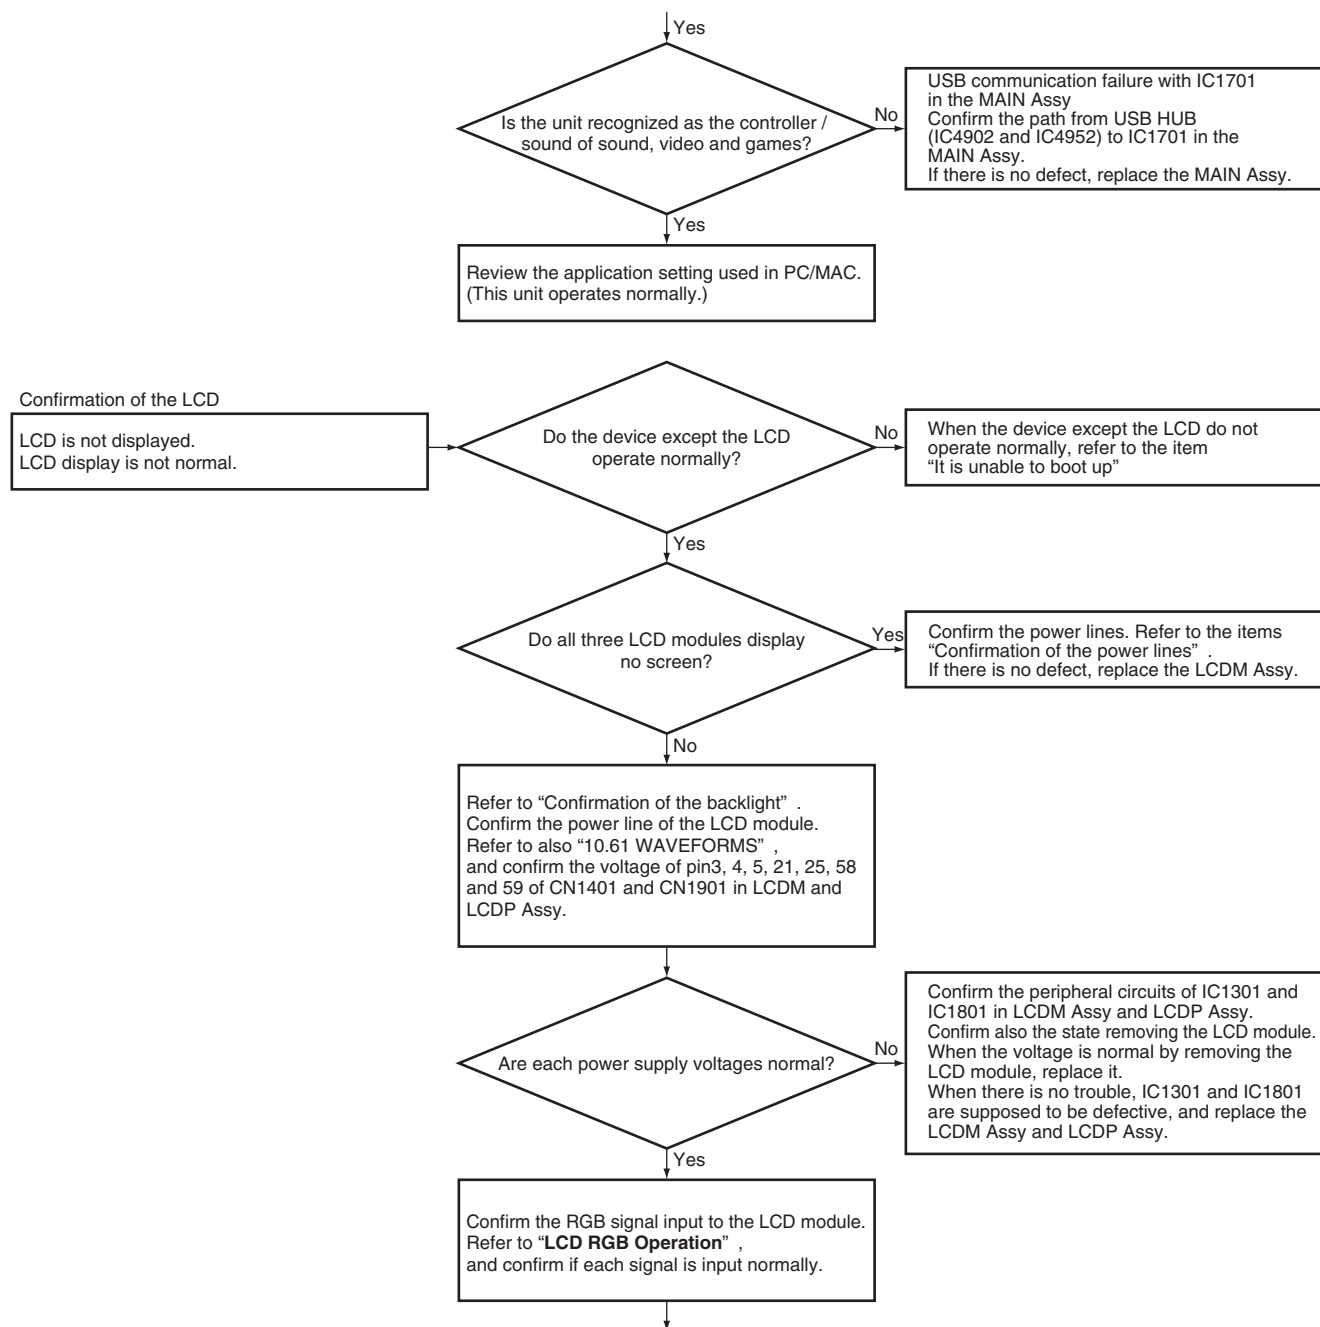 Yes
Is the unit recognized as the controller /
sound of sound, video and games?
No
USB communication failure with IC1701
in the MAIN Assy
Confirm the path from USB HUB
(IC4902 and IC4952) to IC1701 in the
MAIN Assy.
If there is no defect, replace the MAIN Assy.
Yes
Review the application setting used in PC/MAC.
(This unit operates normally.)
Confirmation of the LCD
LCD is not displayed.
LCD display is not normal.
Do the device except the LCD
operate normally?
No
When the device except the LCD do not
operate normally, refer to the item
“It is unable to boot up”
Yes
Do all three LCD modules display
no screen?
Yes
Confirm the power lines. Refer to the items
“Confirmation of the power lines” .
If there is no defect, replace the LCDM Assy.
No
Refer to “Confirmation of the backlight” .
Confirm the power line of the LCD module.
Refer to also “10.61 WAVEFORMS” ,
and confirm the voltage of pin3, 4, 5, 21, 25, 58
and 59 of CN1401 and CN1901 in LCDM and
LCDP Assy.
Are each power supply voltages normal?
No
Confirm the peripheral circuits of IC1301 and
IC1801 in LCDM Assy and LCDP Assy.
Confirm also the state removing the LCD module.
When the voltage is normal by removing the
LCD module, replace it.
When there is no trouble, IC1301 and IC1801
are supposed to be defective, and replace the
LCDM Assy and LCDP Assy.
Yes
Confirm the RGB signal input to the LCD module.
Refer to “LCD RGB Operation” ,
and confirm if each signal is input normally.